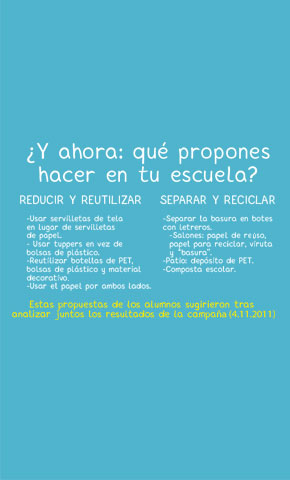 ¿Y ahora: qué propones
hacer en tu escuela?
REDUCIR Y REUTILIZAR
-Usar servilletas de tela
en lugar de servilletas
de papel.
- Usar tuppers en vez de
bolsas de plástico.
-Reutilizar botellas de PET,
bolsas de plástico y material
decorativo.
-Usar el papel por ambos lados.
SEPARAR Y RECICLAR
-Separar la basura en botes
con letreros.
-Salones: papel de reúso,
papel para reciclar, viruta
y "basura".
-Patio: depósito de PET.
-Composta escolar.
Estas propuestas de los alumnos sugirieron tras
analizar juntos los resultados de la campaña (4.11.2011)